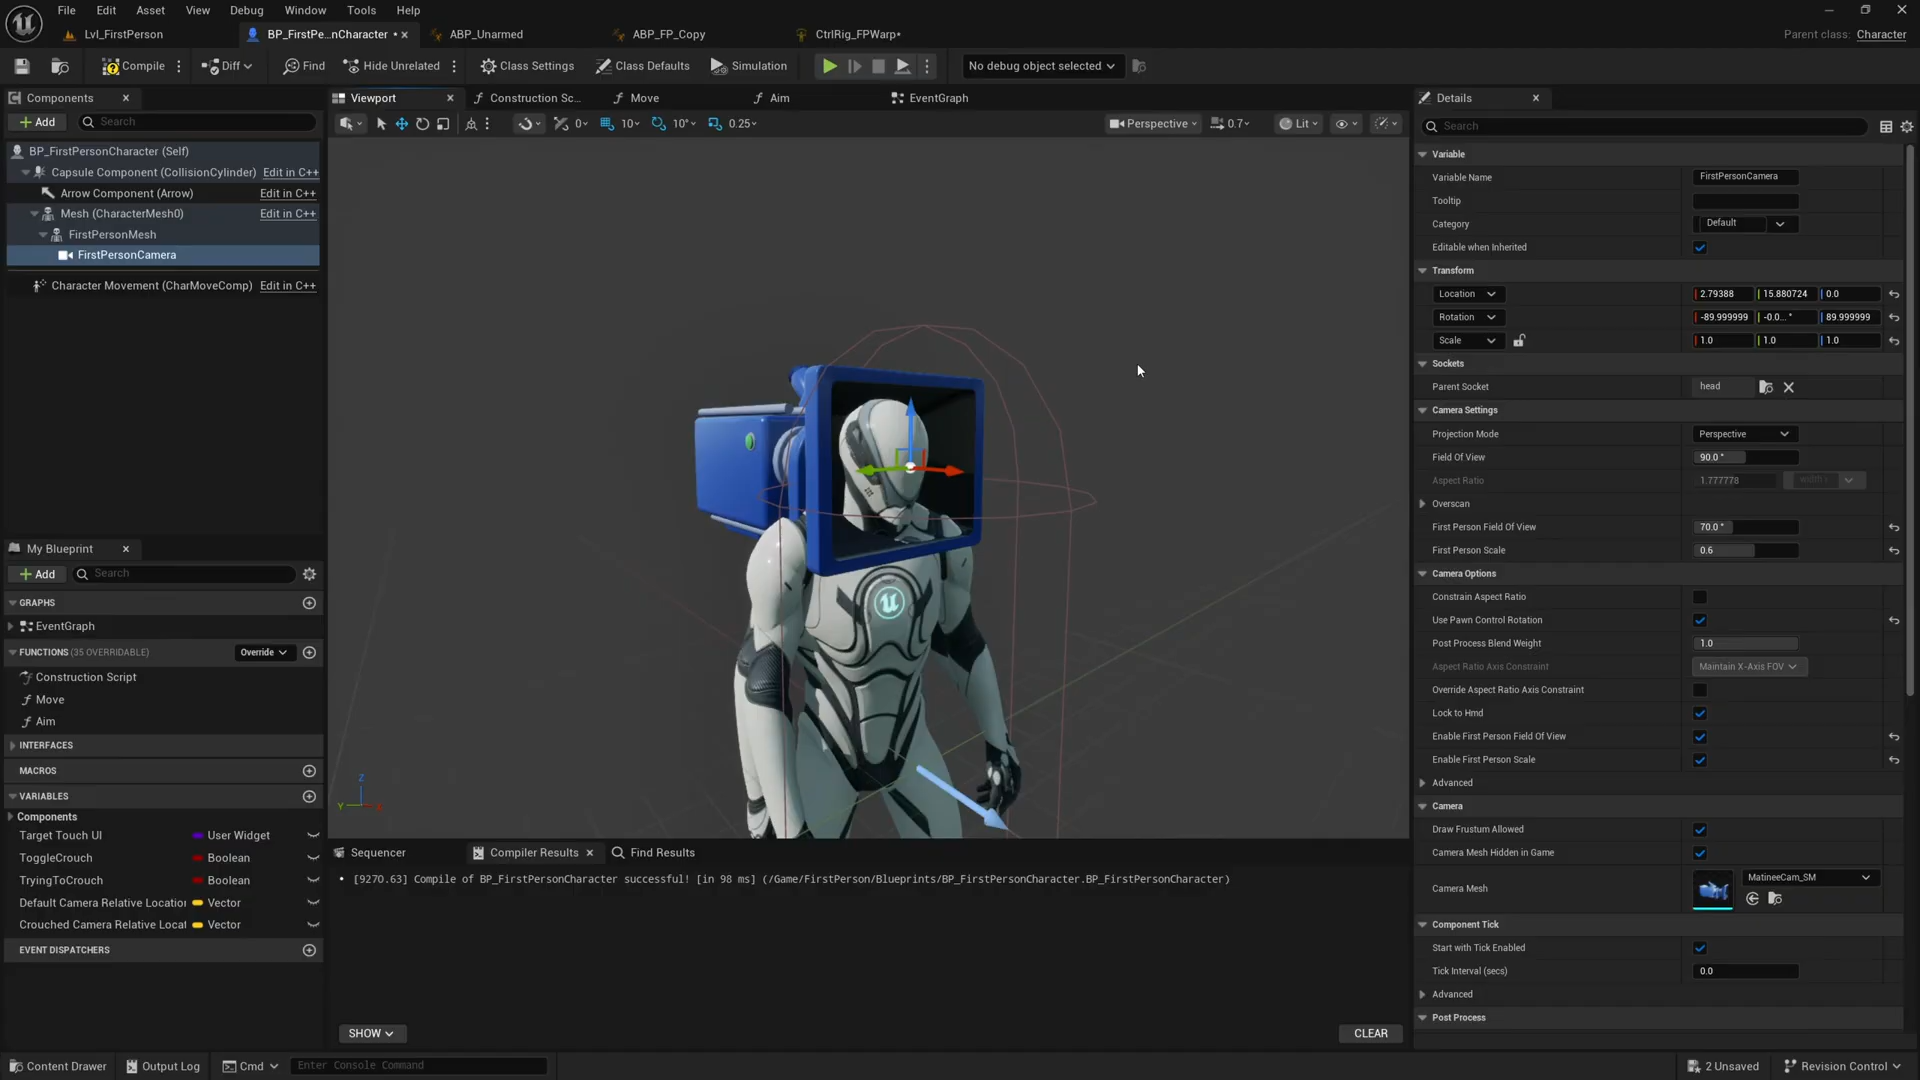 File Edit Asset View Debug Window Tools Help
Lvl_FirstPerson BP_FirstPe...nCharacter • ABP_Unarmed ABP_FP_Copy CtrlRig_FPWarp• Parent class: Character
Compile Diff Find Hide Unrelated Class Settings Class Defaults Simulation No debug object selected
Components Viewport Construction Sc... Move Aim EventGraph Details
Add Search 0 10 10° 0.25 Perspective 0.7 Lit Search
BP_FirstPersonCharacter (Self)
Capsule Component (CollisionCylinder) Edit in C++
Arrow Component (Arrow) Edit in C++
Mesh (CharacterMesh0) Edit in C++
FirstPersonMesh
FirstPersonCamera
Character Movement (CharMoveComp) Edit in C++
My Blueprint
Add Search
GRAPHS
EventGraph
FUNCTIONS (35 OVERRIDABLE) Override
Construction Script
Move
Aim
INTERFACES
MACROS
VARIABLES
Components
Target Touch UI User Widget
ToggleCrouch Boolean
TryingToCrouch Boolean
Default Camera Relative Location Vector
Crouched Camera Relative Locat Vector
EVENT DISPATCHERS
Z
Y X
Sequencer Compiler Results Find Results
• [9270.63] Compile of BP_FirstPersonCharacter successful! [in 98 ms] (/Game/FirstPerson/Blueprints/BP_FirstPersonCharacter.BP_FirstPersonCharacter)
SHOW CLEAR
Variable
Variable Name FirstPersonCamera
Tooltip
Category Default
Editable when Inherited
Transform
Location 2.79388 15.880724 0.0
Rotation -89.999999 -0.0... ° 89.999999
Scale 1.0 1.0 1.0
Sockets
Parent Socket head
Camera Settings
Projection Mode Perspective
Field Of View 90.0 °
Aspect Ratio 1.777778
Overscan
First Person Field Of View 70.0 °
First Person Scale 0.6
Camera Options
Constrain Aspect Ratio
Use Pawn Control Rotation
Post Process Blend Weight 1.0
Aspect Ratio Axis Constraint Maintain X-Axis FOV
Override Aspect Ratio Axis Constraint
Lock to Hmd
Enable First Person Field Of View
Enable First Person Scale
Advanced
Camera
Draw Frustum Allowed
Camera Mesh Hidden in Game
Camera Mesh MatineeCam_SM
Component Tick
Start with Tick Enabled
Tick Interval (secs) 0.0
Advanced
Post Process
Content Drawer Output Log Cmd Enter Console Command 2 Unsaved Revision Control